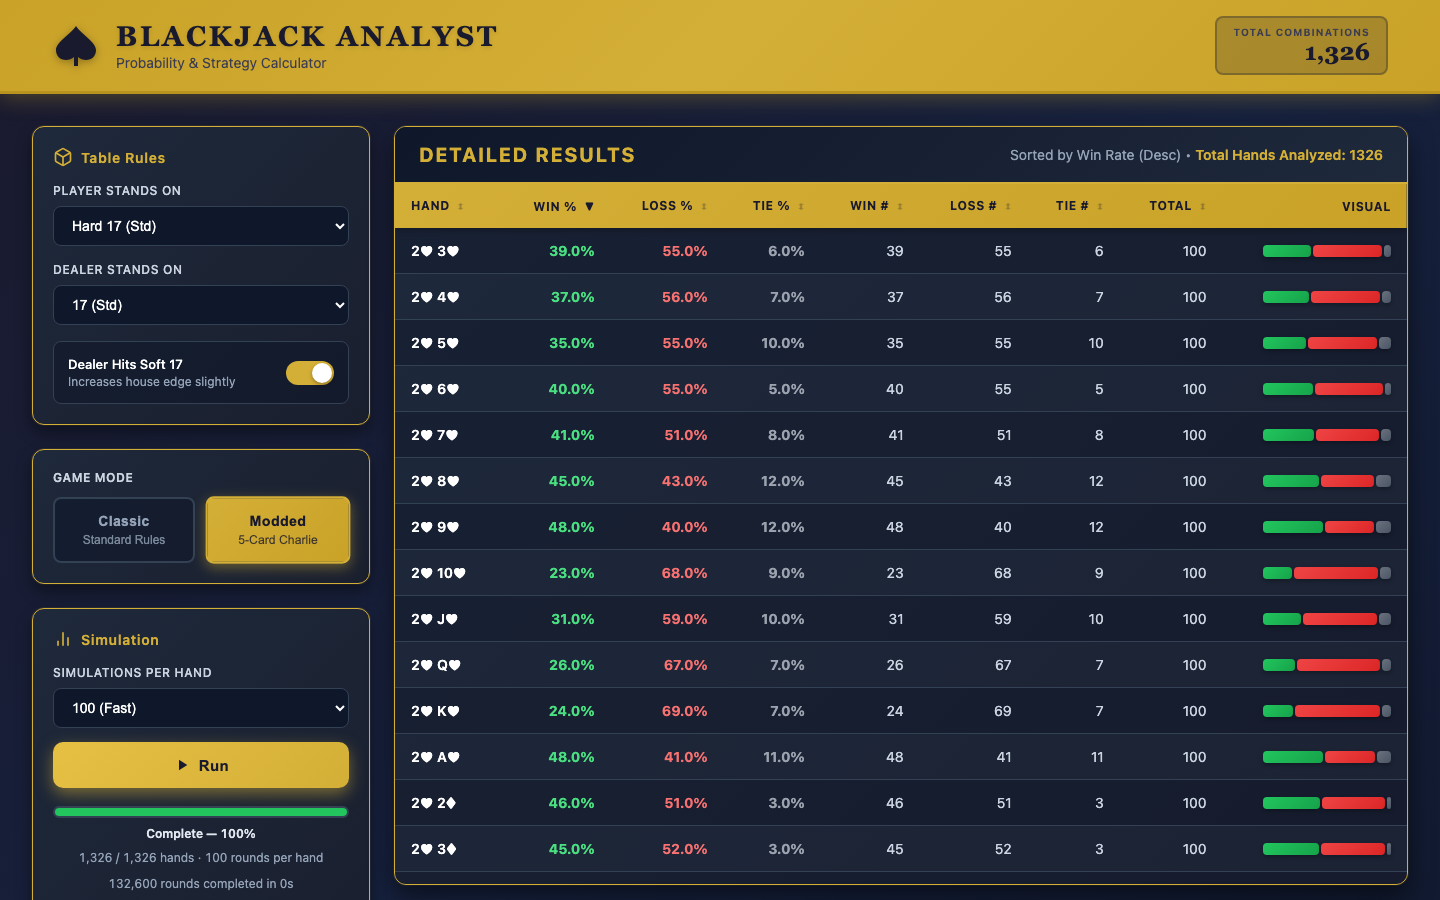 BLACKJACK ANALYST
Probability & Strategy Calculator
TOTAL COMBINATIONS
1,326
Table Rules
PLAYER STANDS ON
Hard 17 (Std)
DEALER STANDS ON
17 (Std)
Dealer Hits Soft 17
Increases house edge slightly
GAME MODE
Classic
Standard Rules
Modded
5-Card Charlie
Simulation
SIMULATIONS PER HAND
100 (Fast)
▶ Run
Complete — 100%
1,326 / 1,326 hands · 100 rounds per hand
132,600 rounds completed in 0s
DETAILED RESULTS
Sorted by Win Rate (Desc) • Total Hands Analyzed: 1326
HAND ↕ WIN % ▼ LOSS % ↕ TIE % ↕ WIN # ↕ LOSS # ↕ TIE # ↕ TOTAL ↕ VISUAL
2♥ 3♥ 39.0% 55.0% 6.0% 39 55 6 100
2♥ 4♥ 37.0% 56.0% 7.0% 37 56 7 100
2♥ 5♥ 35.0% 55.0% 10.0% 35 55 10 100
2♥ 6♥ 40.0% 55.0% 5.0% 40 55 5 100
2♥ 7♥ 41.0% 51.0% 8.0% 41 51 8 100
2♥ 8♥ 45.0% 43.0% 12.0% 45 43 12 100
2♥ 9♥ 48.0% 40.0% 12.0% 48 40 12 100
2♥ 10♥ 23.0% 68.0% 9.0% 23 68 9 100
2♥ J♥ 31.0% 59.0% 10.0% 31 59 10 100
2♥ Q♥ 26.0% 67.0% 7.0% 26 67 7 100
2♥ K♥ 24.0% 69.0% 7.0% 24 69 7 100
2♥ A♥ 48.0% 41.0% 11.0% 48 41 11 100
2♥ 2♦ 46.0% 51.0% 3.0% 46 51 3 100
2♥ 3♦ 45.0% 52.0% 3.0% 45 52 3 100